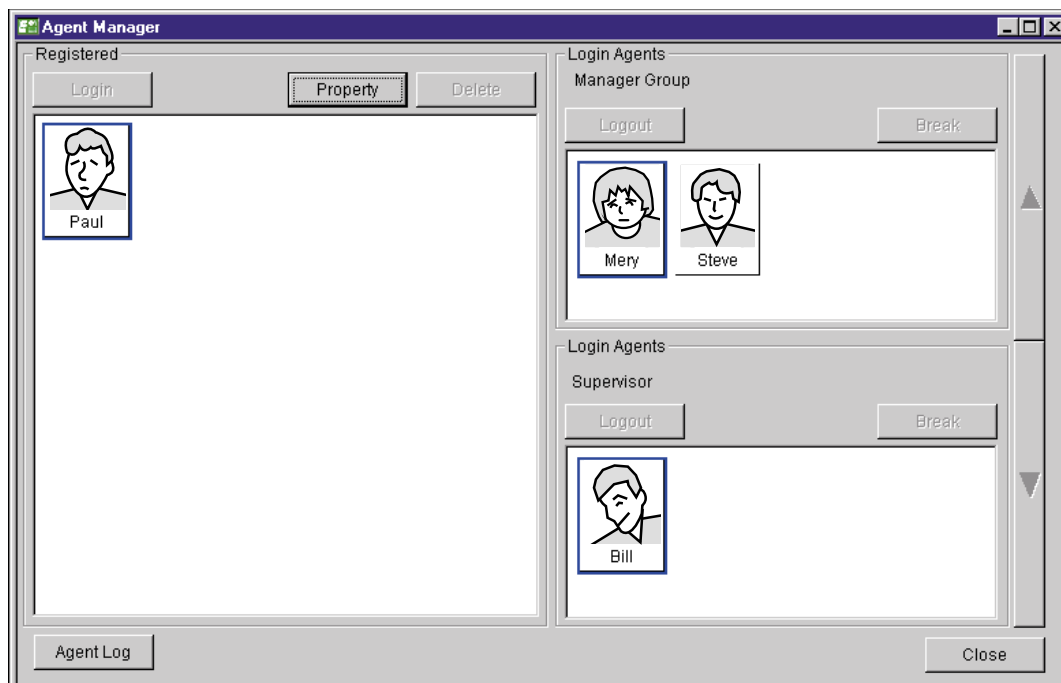 Agent Manager
Registered
Login
Property
Delete
Paul
Login Agents
Manager Group
Logout
Break
Mery
Steve
Login Agents
Supervisor
Logout
Break
Bill
Agent Log
Close